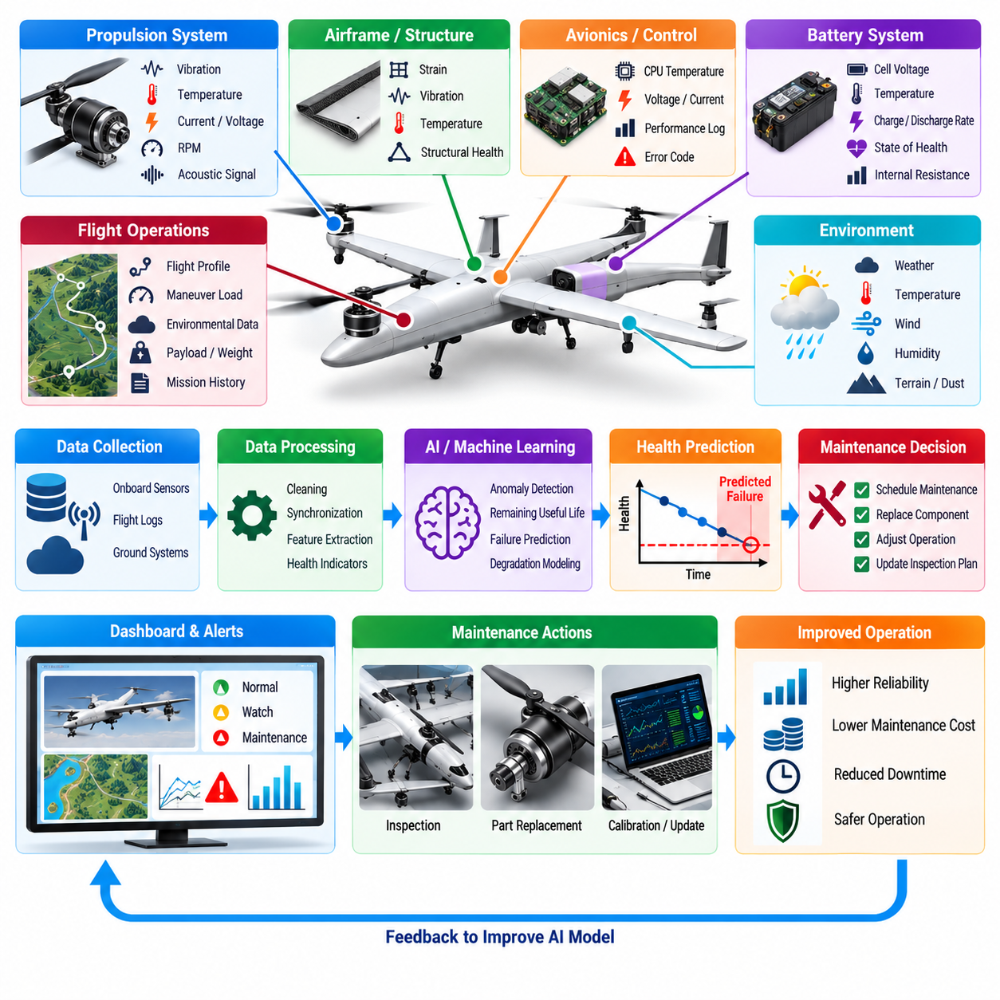 Propulsion System
Vibration
Temperature
Current / Voltage
RPM
Acoustic Signal
Airframe / Structure
Strain
Vibration
Temperature
Structural Health
Avionics / Control
CPU Temperature
Voltage / Current
Performance Log
Error Code
Battery System
Cell Voltage
Temperature
Charge / Discharge Rate
State of Health
Internal Resistance
Flight Operations
Flight Profile
Maneuver Load
Environmental Data
Payload / Weight
Mission History
Environment
Weather
Temperature
Wind
Humidity
Terrain / Dust
Data Collection
Onboard Sensors
Flight Logs
Ground Systems
Data Processing
Cleaning
Synchronization
Feature Extraction
Health Indicators
AI / Machine Learning
Anomaly Detection
Remaining Useful Life
Failure Prediction
Degradation Modeling
Health Prediction
Predicted
Failure
Health
Time
Maintenance Decision
Schedule Maintenance
Replace Component
Adjust Operation
Update Inspection Plan
Dashboard & Alerts
Normal
Watch
Maintenance
Maintenance Actions
Inspection
Part Replacement
Calibration / Update
Improved Operation
Higher Reliability
Lower Maintenance Cost
Reduced Downtime
Safer Operation
Feedback to Improve AI Model